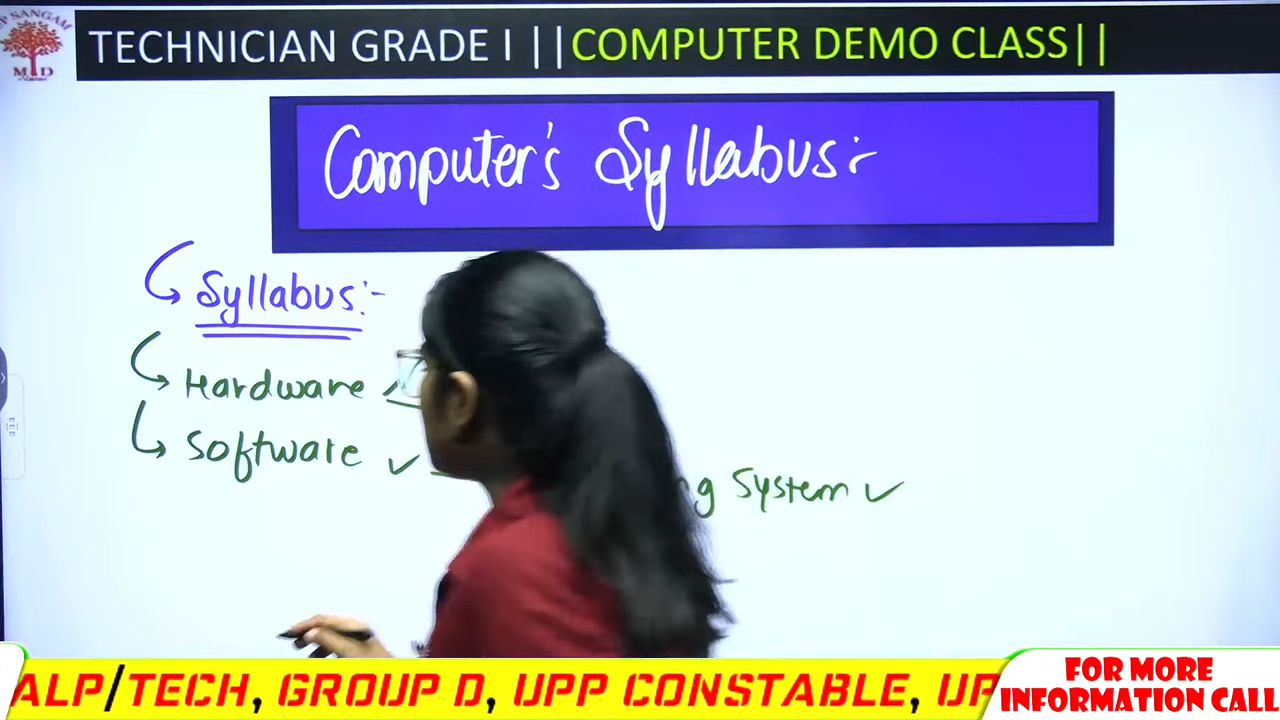 TECHNICIAN GRADE I ||COMPUTER DEMO CLASS||
Computer's Syllabus:-
Syllabus:-
Hardware
Software ✓
System ✓
ALP/TECH, GROUP D, UPP CONSTABLE,
FOR MORE
INFORMATION CALL